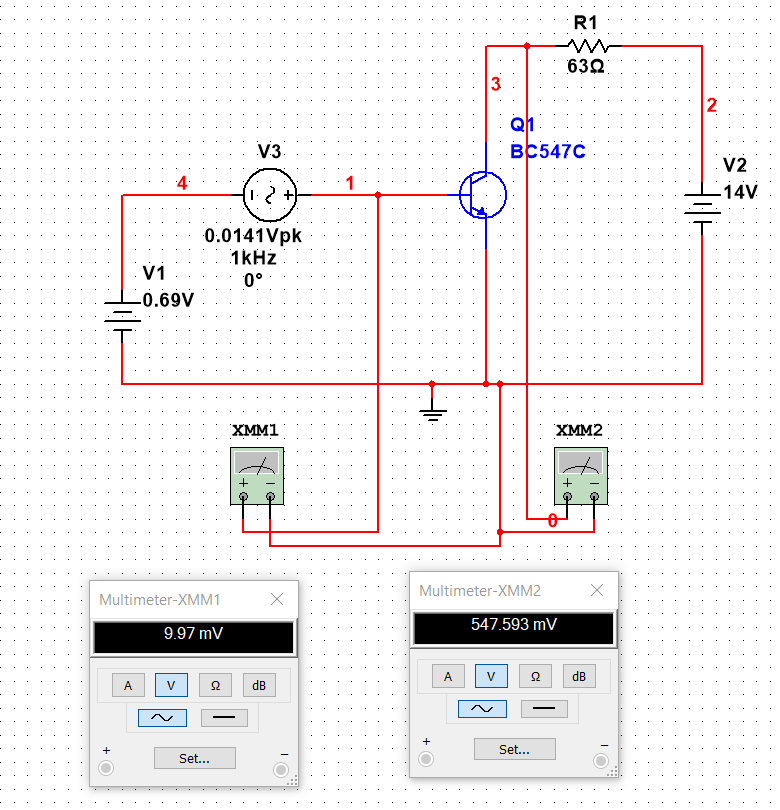 R1
63Ω
3
2
Q1
BC547C
V3
V2
14V
4
1
0.0141Vpk
1kHz
0°
V1
0.69V
XMM1
XMM2
+ −
+ −
0
Multimeter-XMM1
9.97 mV
A V Ω dB
+ Set... −
Multimeter-XMM2
547.593 mV
A V Ω dB
+ Set... −